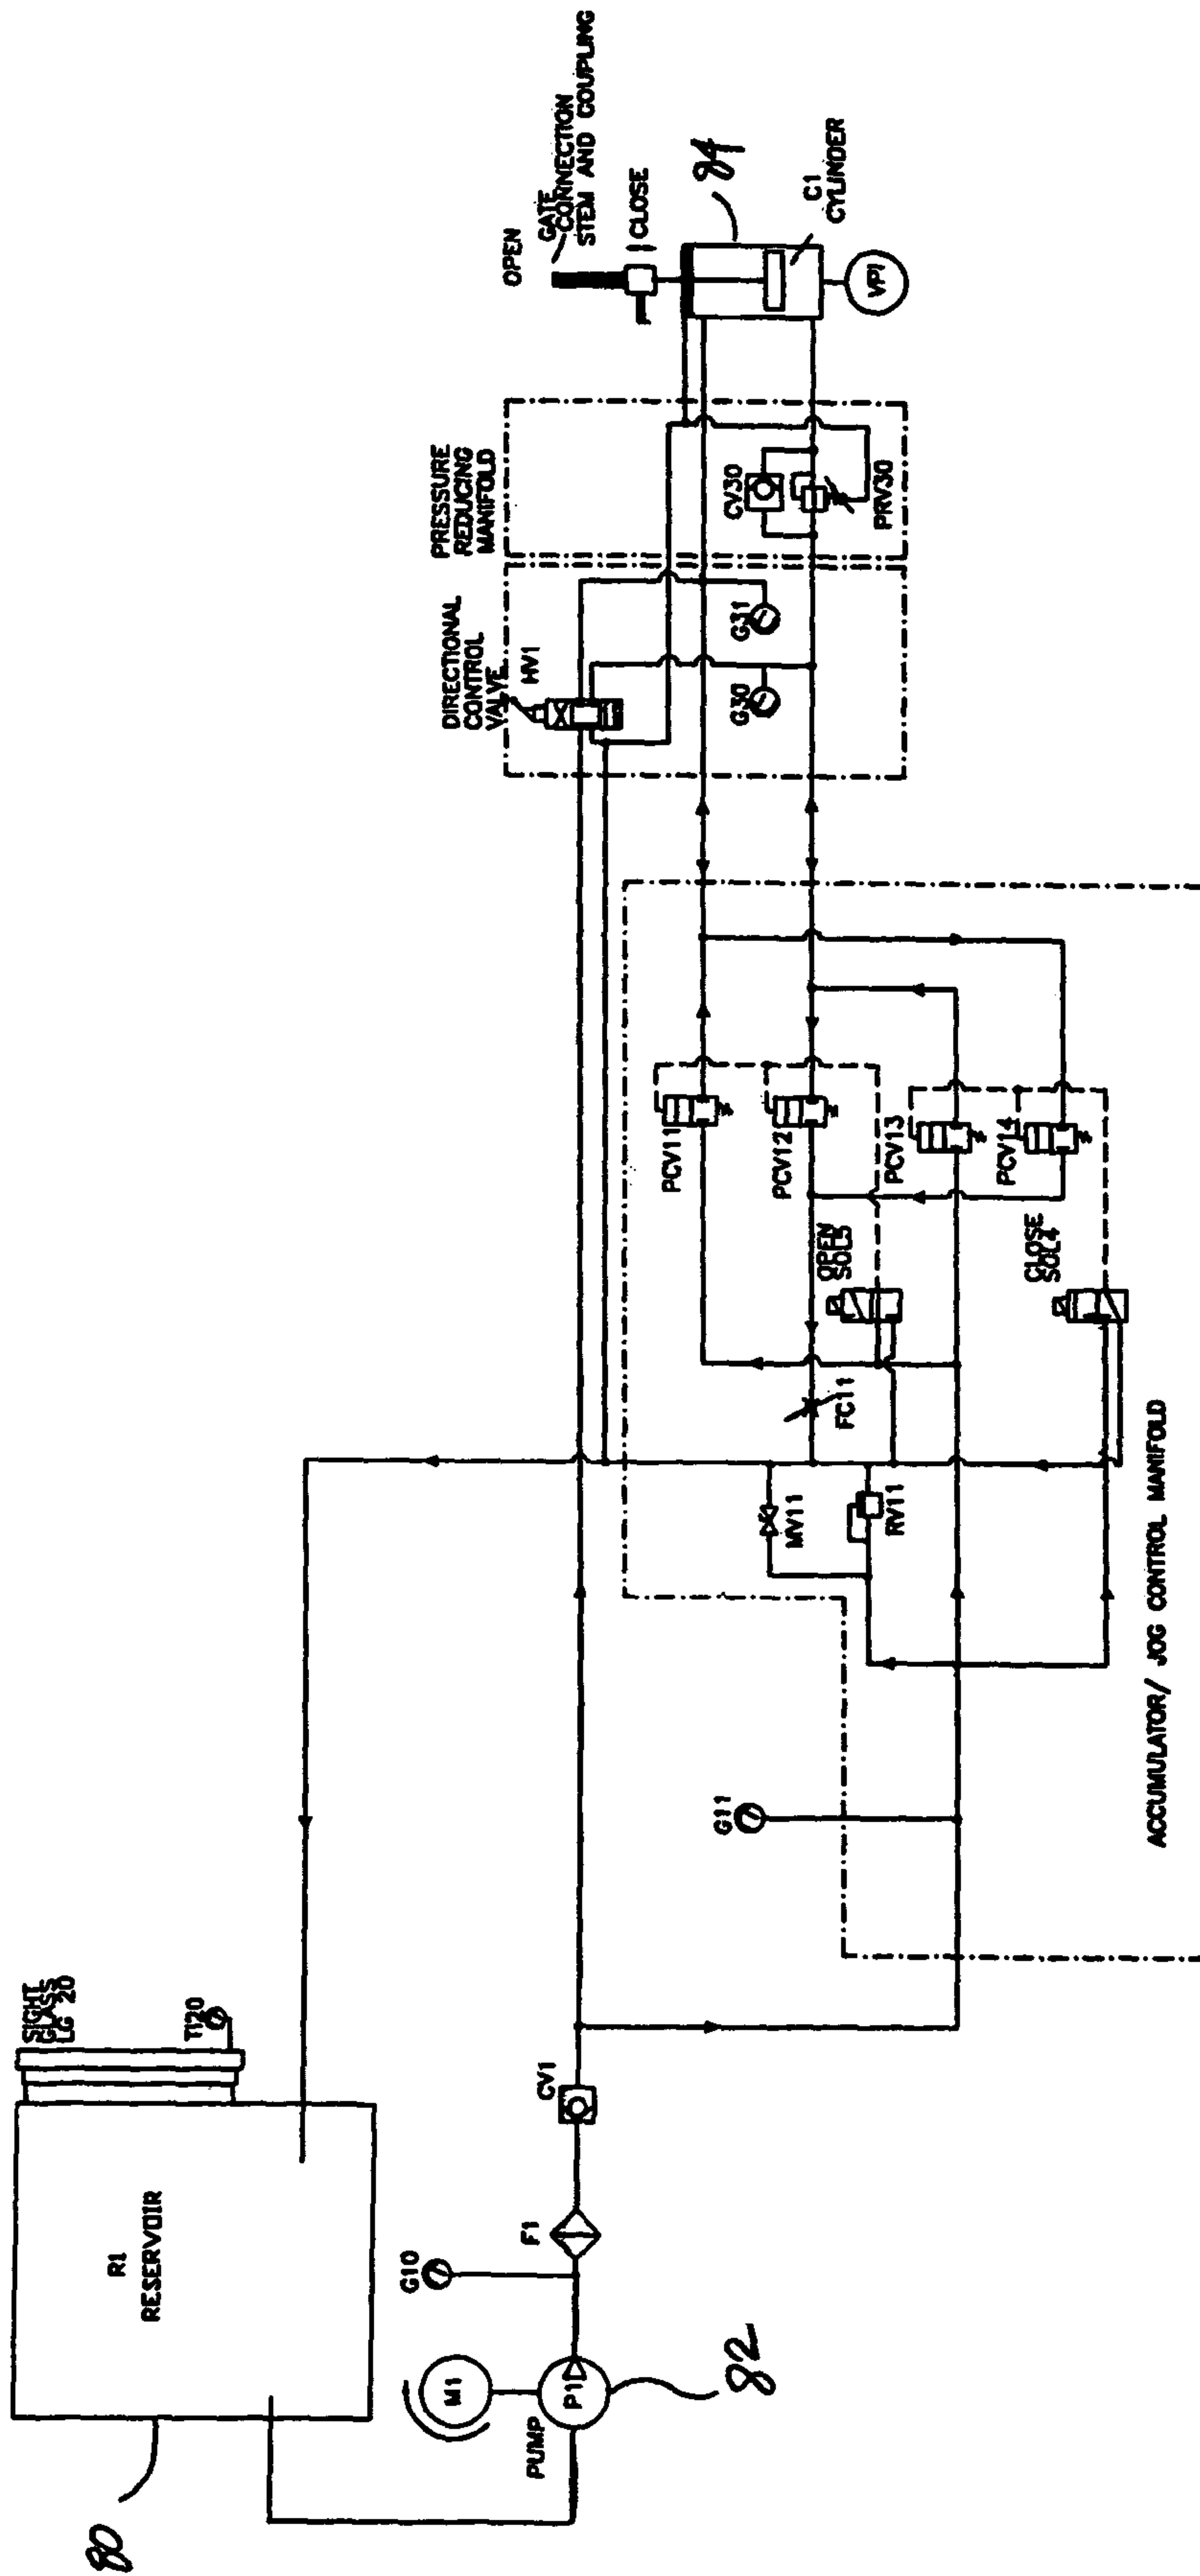 80
R1
RESERVOIR
SIGHT
GLASS
LG 20
TI20
G10
M1
PUMP
P1
82
F1
CV1
G11
MV11
RV11
FC11
OPEN
SOL5
CLOSE
SOL4
PCV11
PCV12
PCV13
PCV14
ACCUMULATOR/ JOG CONTROL MANIFOLD
DIRECTIONAL
CONTROL
VALVE
HV1
G30
G31
PRESSURE
REDUCING
MANIFOLD
CV30
PRV30
OPEN
GATE
CONNECTION
STEM AND COUPLING
CLOSE
84
C1
CYLINDER
VPI